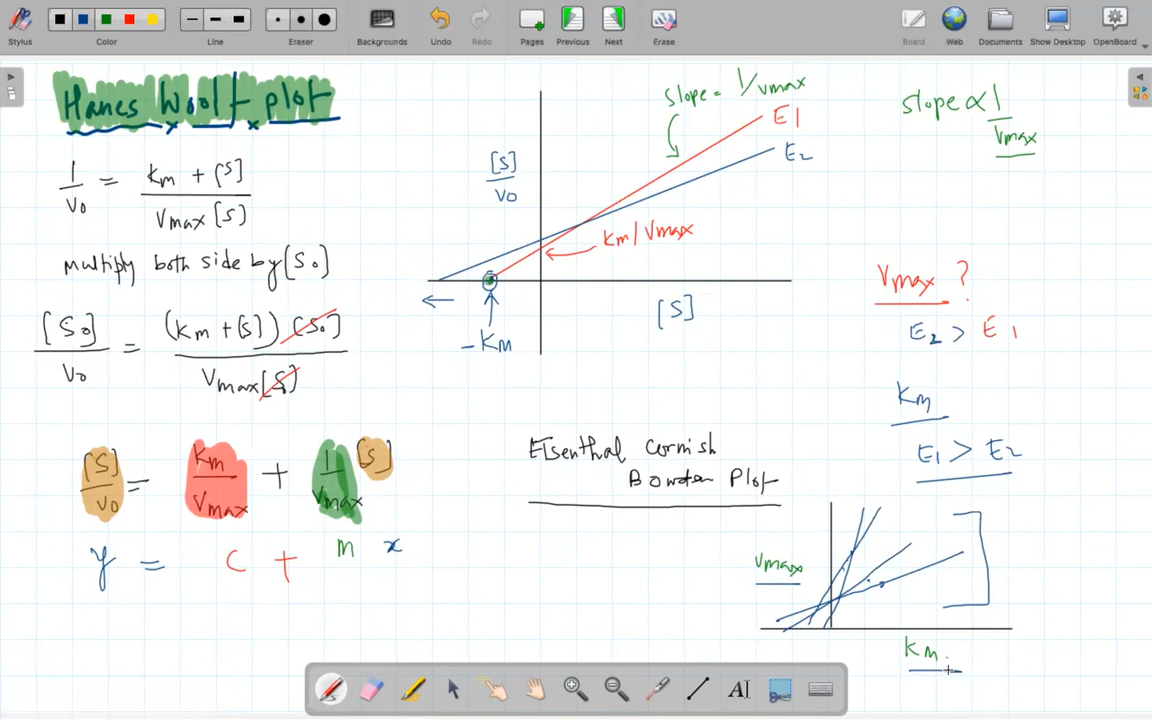 Stylus
Color
Line
Eraser
Backgrounds
Undo
Redo
Pages
Previous
Next
Erase
Board
Web
Documents
Show Desktop
OpenBoard
Hanes Woolf plot
1/v0 = Km + [S] / Vmax [S]
multiply both side by [S0]
[S0]/v0 = (Km + [S]) [S0] / Vmax [S]
[S]/v0 = Km/Vmax + 1/Vmax [S]
y = c + m x
slope = 1/vmax
E1
E2
[S]/v0
Km/Vmax
-Km
[S]
slope ∝ 1/Vmax
Vmax ?
E2 > E1
Km
E1 > E2
EIsenthal Cornish
Bowden Plot
Vmax
Km